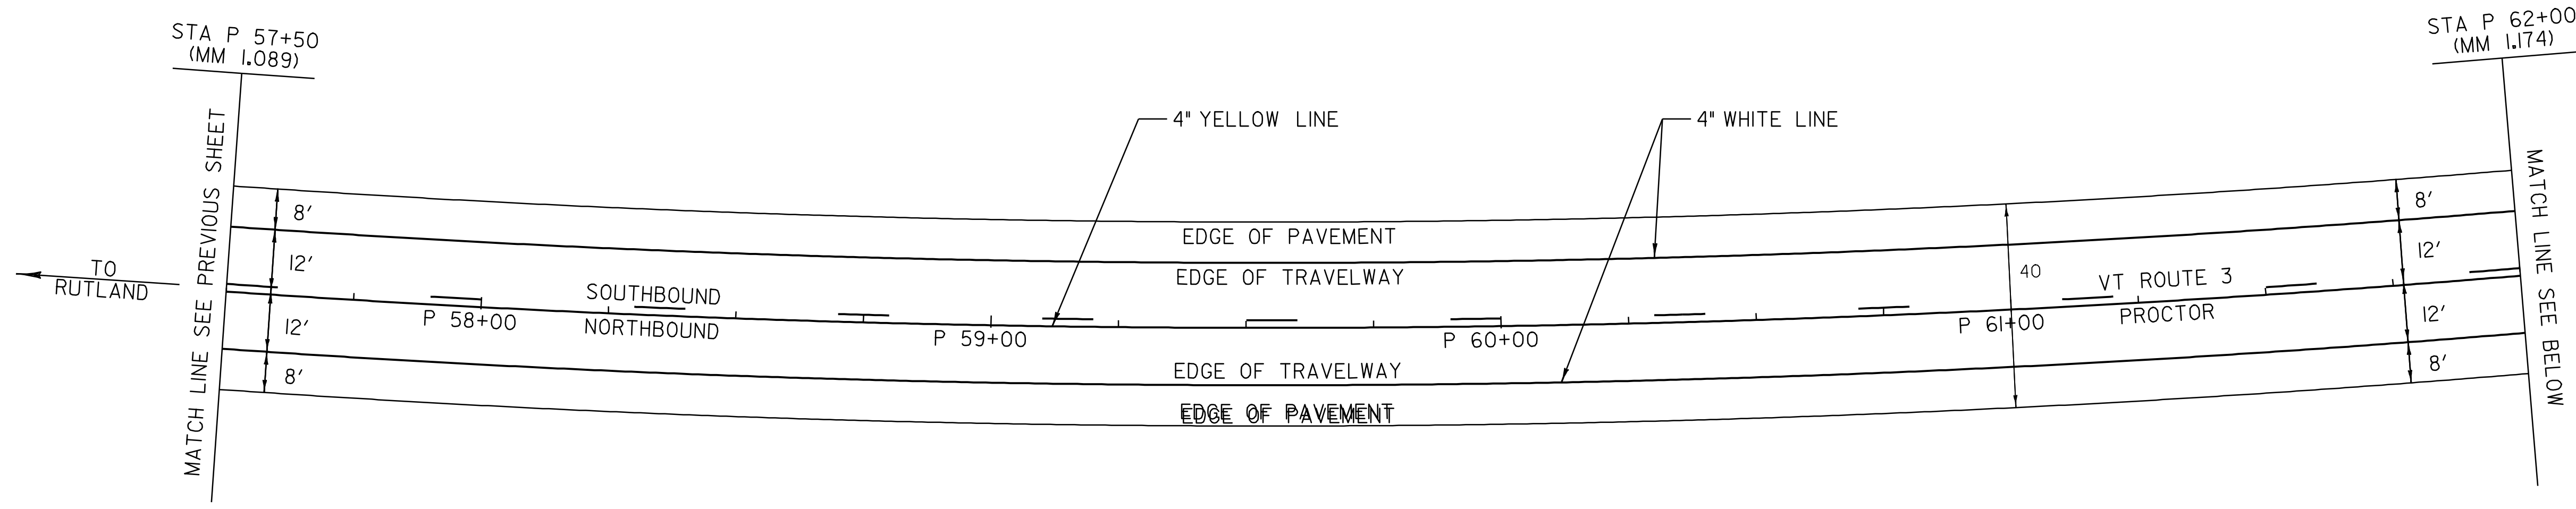 STA P 57+50
(MM 1.089)
STA P 62+00
(MM 1.174)
4" YELLOW LINE
4" WHITE LINE
MATCH LINE SEE PREVIOUS SHEET
MATCH LINE SEE BELOW
8'
EDGE OF PAVEMENT
8'
12'
EDGE OF TRAVELWAY
12'
TO
RUTLAND
SOUTHBOUND
NORTHBOUND
40
VT ROUTE 3
PROCTOR
P 58+00
P 59+00
P 60+00
P 61+00
12'
12'
EDGE OF TRAVELWAY
8'
8'
EDGE OF PAVEMENT
EDGE OF PAVEMENT